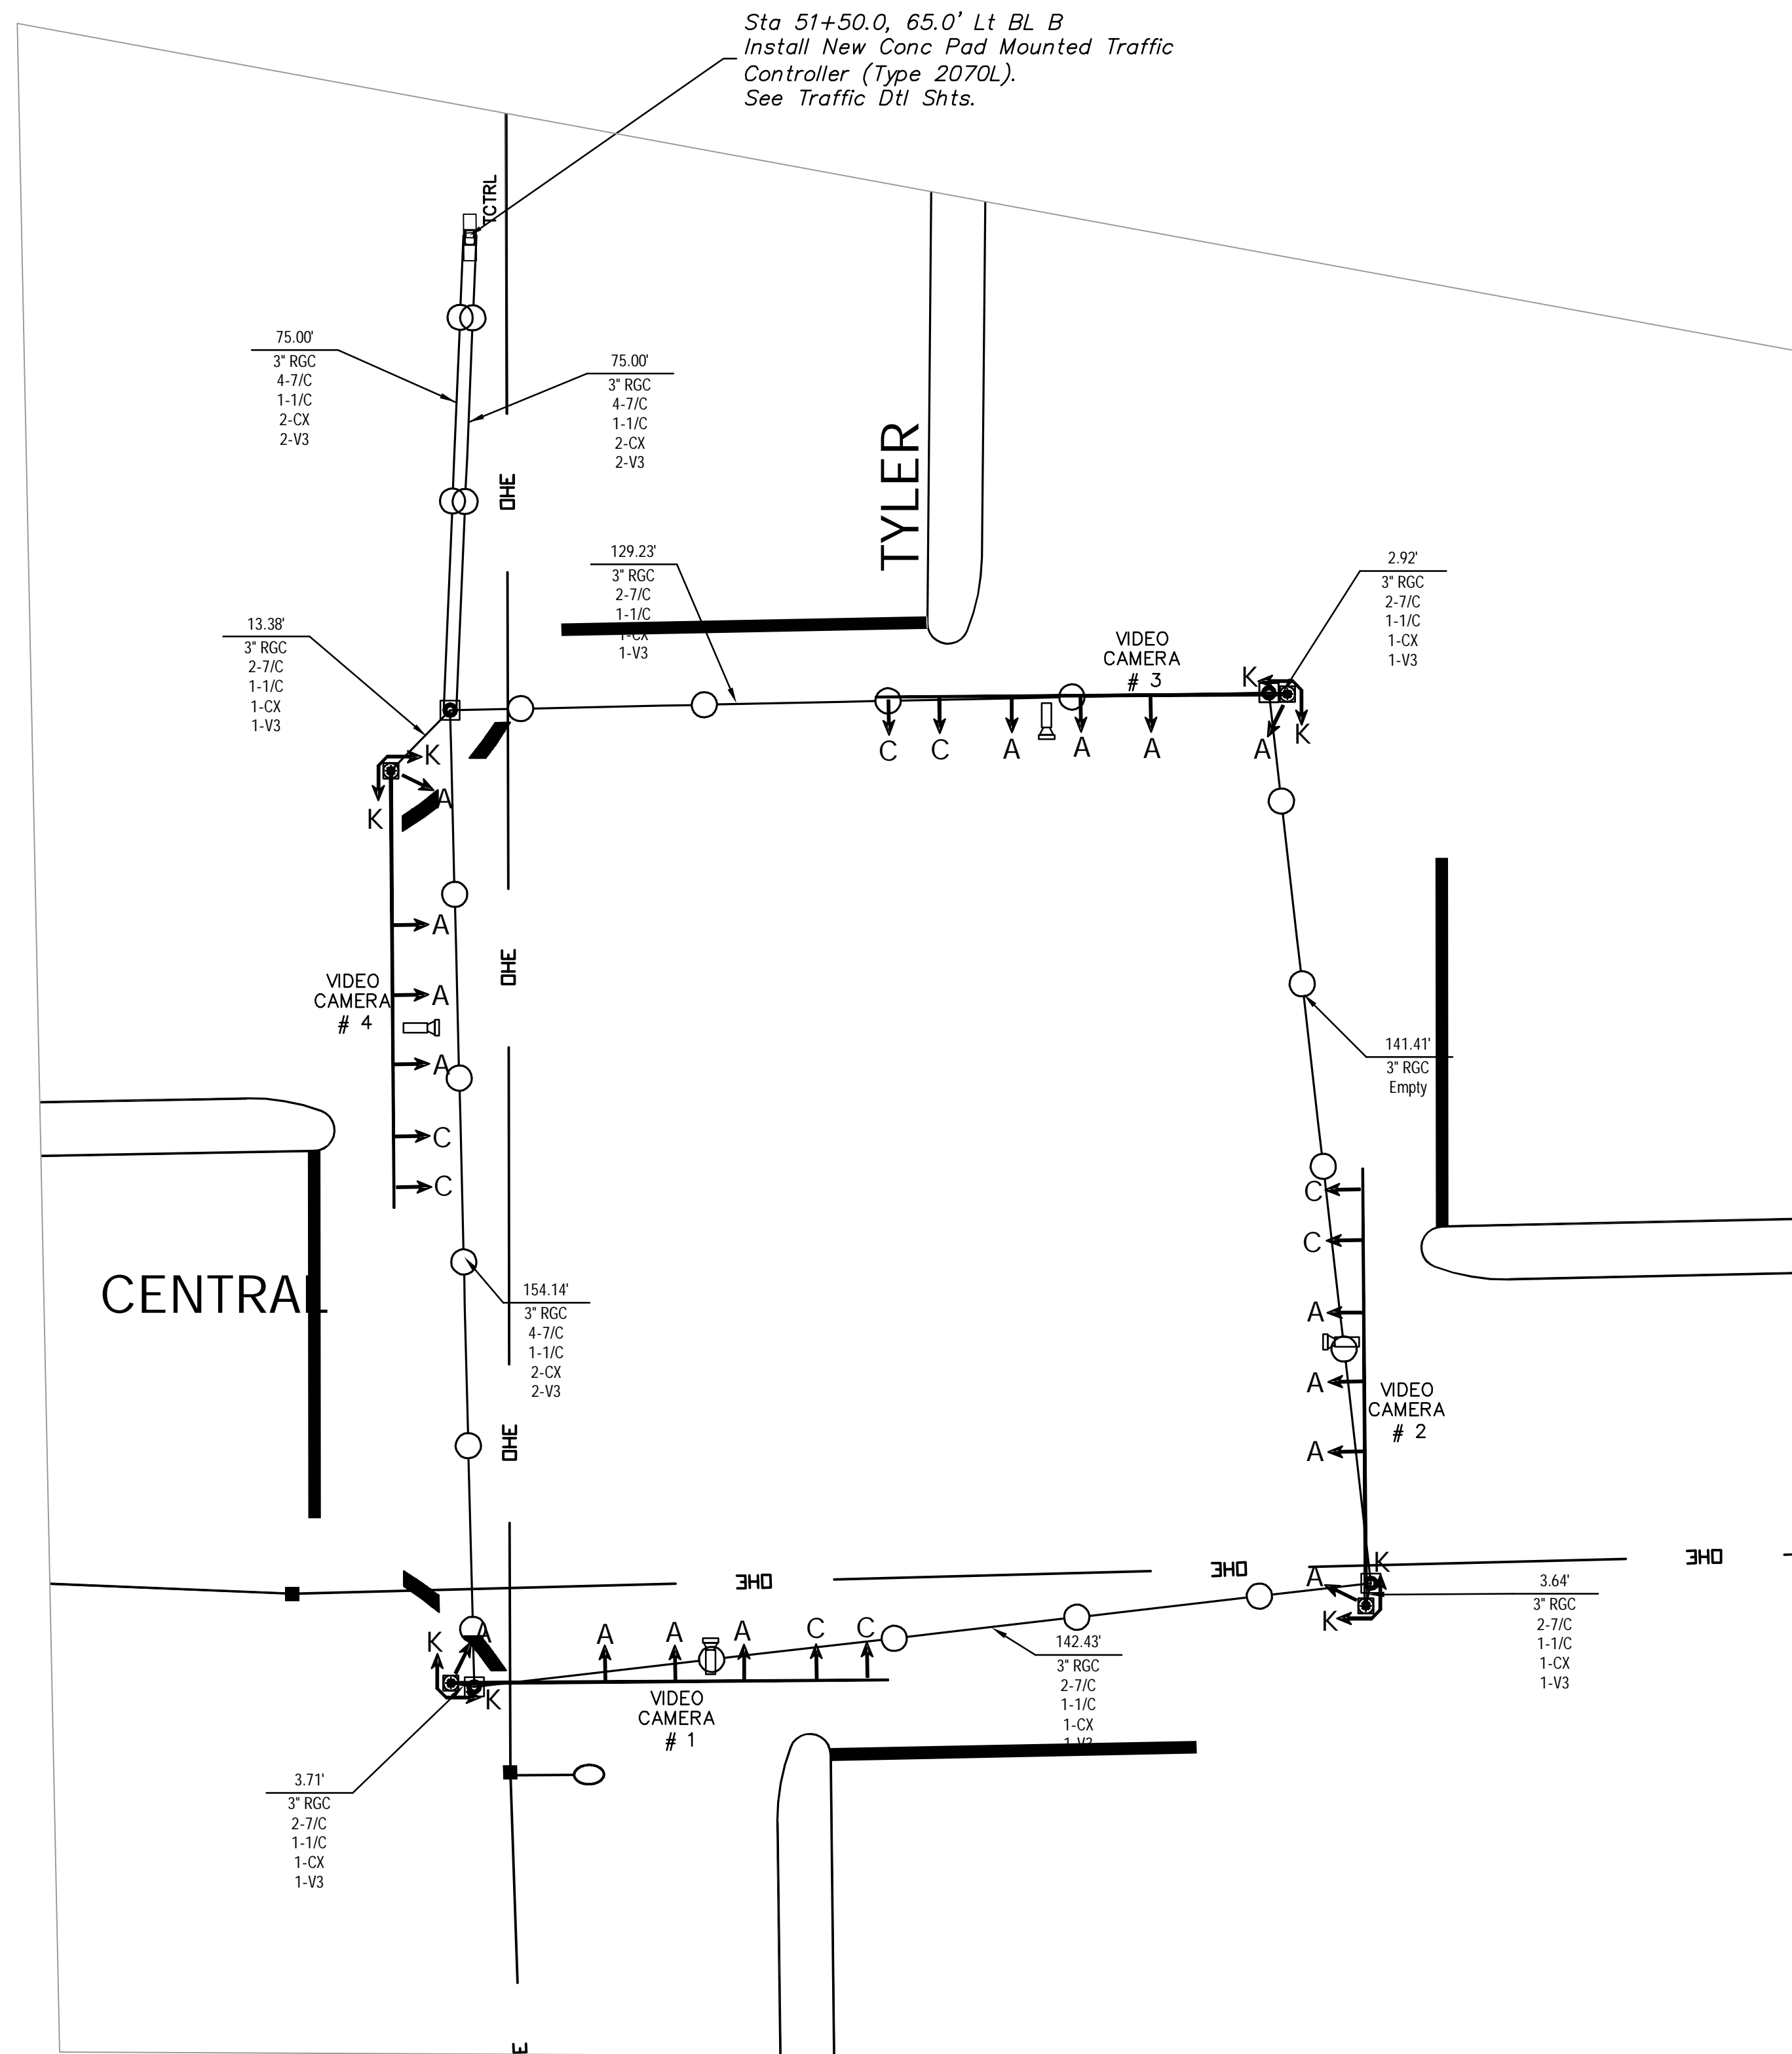 Sta 51+50.0, 65.0' Lt BL B
Install New Conc Pad Mounted Traffic
Controller (Type 2070L).
See Traffic Dtl Shts.
TCTRL
75.00'
3" RGC
4-7/C
1-1/C
2-CX
2-V3
75.00'
3" RGC
4-7/C
1-1/C
2-CX
2-V3
OHE
TYLER
129.23'
3" RGC
2-7/C
1-1/C
1-CX
1-V3
2.92'
3" RGC
2-7/C
1-1/C
1-CX
1-V3
13.38'
3" RGC
2-7/C
1-1/C
1-CX
1-V3
VIDEO
CAMERA
# 3
K
K
A
C
C
A
A
A
K
K
A
A
A
A
C
C
VIDEO
CAMERA
# 4
OHE
141.41'
3" RGC
Empty
CENTRAL
154.14'
3" RGC
4-7/C
1-1/C
2-CX
2-V3
C
C
A
A
A
VIDEO
CAMERA
# 2
OHE
OHE
OHE
OHE
K
A
K
3.64'
3" RGC
2-7/C
1-1/C
1-CX
1-V3
K
A
K
A
A
A
C
C
VIDEO
CAMERA
# 1
142.43'
3" RGC
2-7/C
1-1/C
1-CX
1-V3
3.71'
3" RGC
2-7/C
1-1/C
1-CX
1-V3
E